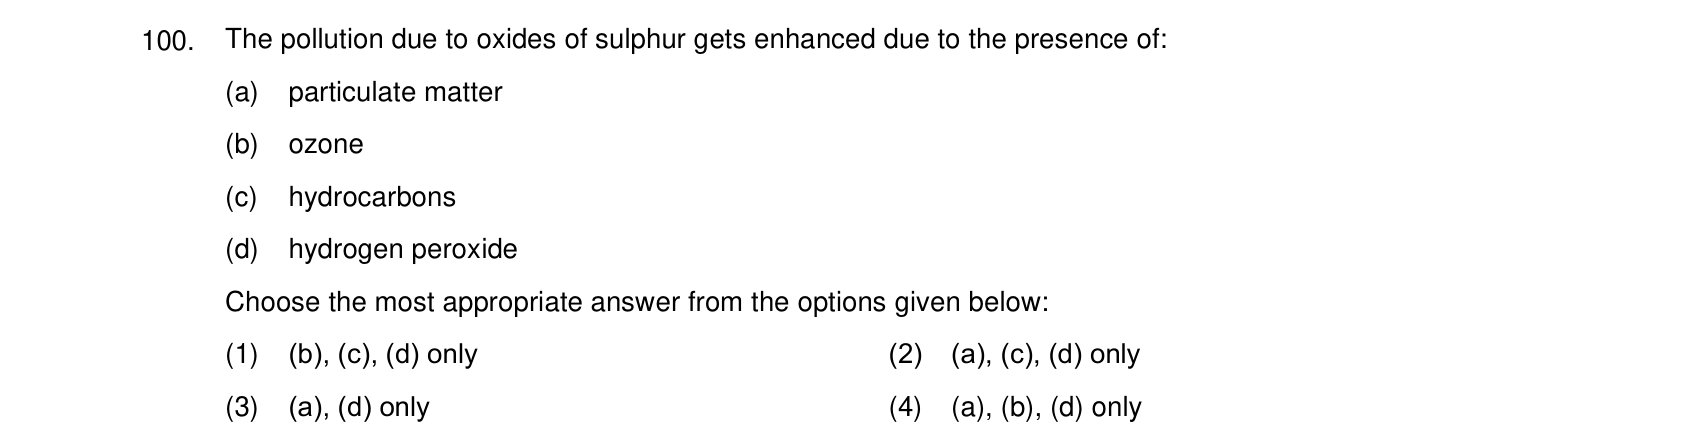 100. The pollution due to oxides of sulphur gets enhanced due to the presence of:
(a) particulate matter
(b) ozone
(c) hydrocarbons
(d) hydrogen peroxide
Choose the most appropriate answer from the options given below:
(1) (b), (c), (d) only (2) (a), (c), (d) only
(3) (a), (d) only (4) (a), (b), (d) only